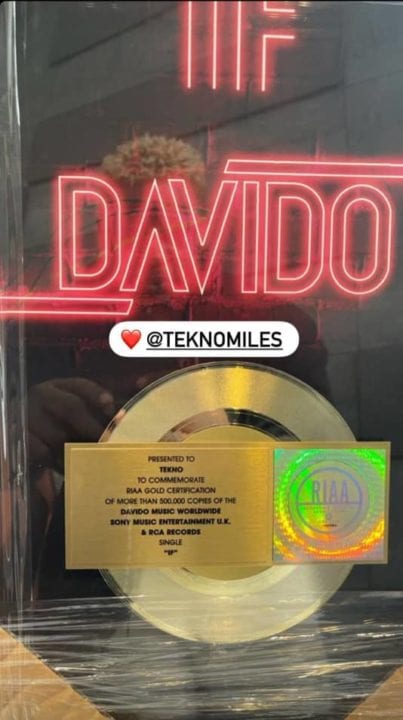 IF
DAVIDO
❤️ @TEKNOMILES
PRESENTED TO
TEKNO
TO COMMEMORATE
RIAA GOLD CERTIFICATION
OF MORE THAN 500,000 COPIES OF THE
DAVIDO MUSIC WORLDWIDE
SONY MUSIC ENTERTAINMENT U.K.
& RCA RECORDS
SINGLE
"IF"
RIAA